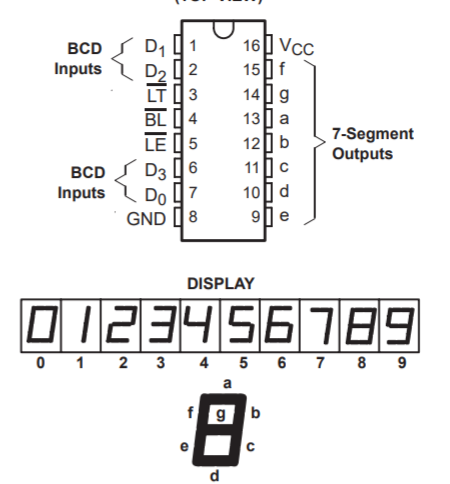 (TOP VIEW)
BCD Inputs
D1 1 16 VCC
D2 2 15 f
LT 3 14 g
BL 4 13 a
LE 5 12 b
BCD Inputs
D3 6 11 c
D0 7 10 d
GND 8 9 e
7-Segment Outputs
DISPLAY
0 1 2 3 4 5 6 7 8 9
0 1 2 3 4 5 6 7 8 9
a
f g b
e c
d